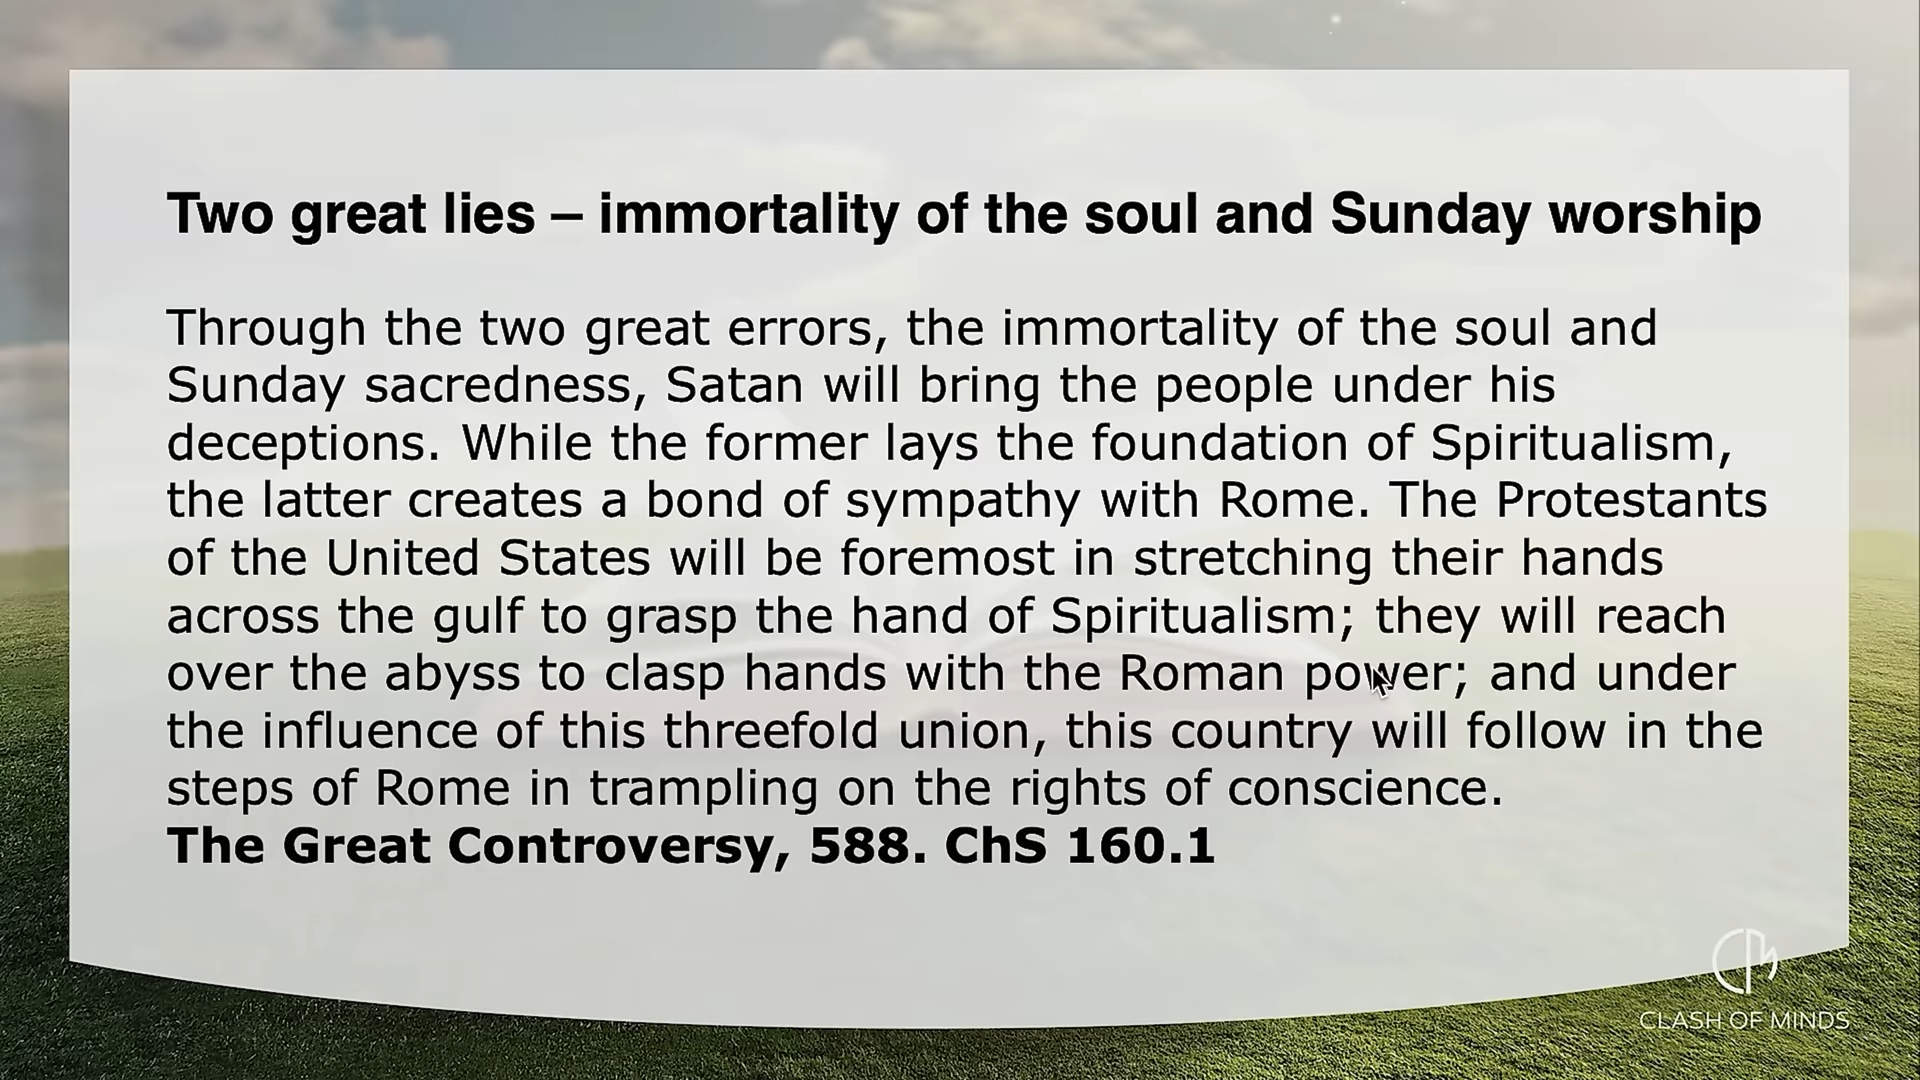 Two great lies – immortality of the soul and Sunday worship
Through the two great errors, the immortality of the soul and
Sunday sacredness, Satan will bring the people under his
deceptions. While the former lays the foundation of Spiritualism,
the latter creates a bond of sympathy with Rome. The Protestants
of the United States will be foremost in stretching their hands
across the gulf to grasp the hand of Spiritualism; they will reach
over the abyss to clasp hands with the Roman power; and under
the influence of this threefold union, this country will follow in the
steps of Rome in trampling on the rights of conscience.
The Great Controversy, 588. ChS 160.1
CLASH OF MINDS